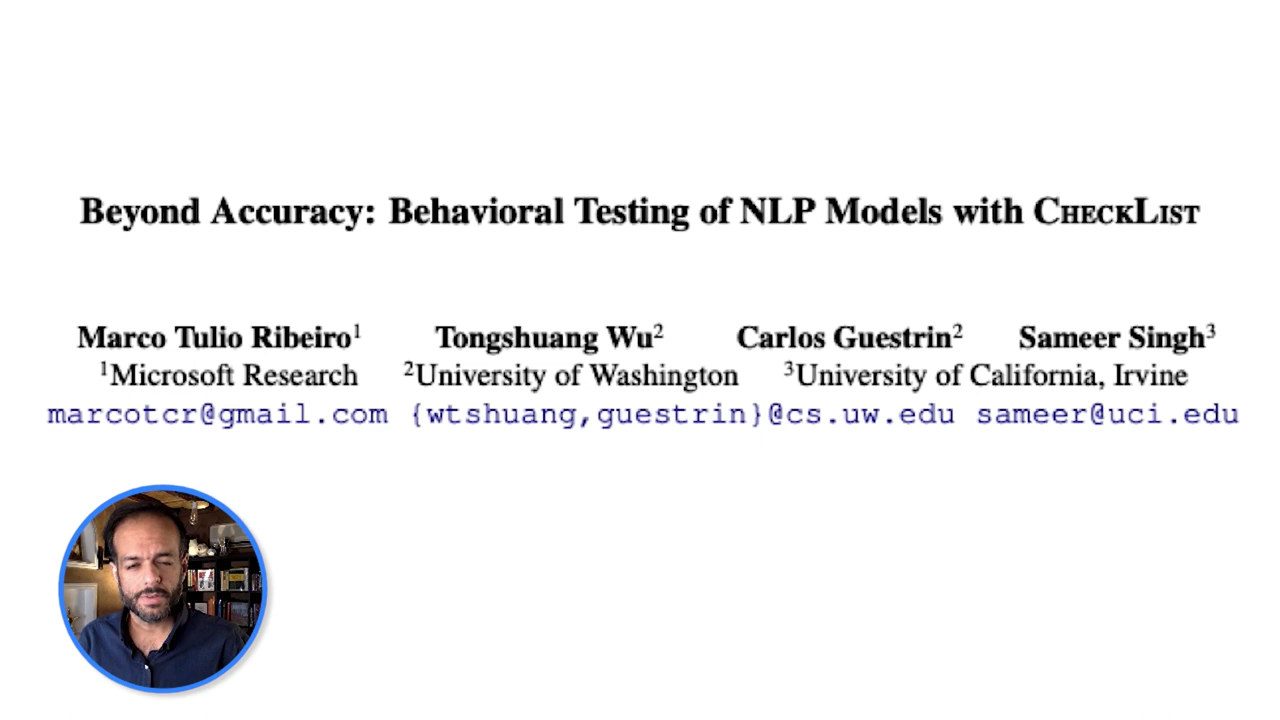 Beyond Accuracy: Behavioral Testing of NLP Models with CHECKLIST
Marco Tulio Ribeiro¹ Tongshuang Wu² Carlos Guestrin² Sameer Singh³
¹Microsoft Research ²University of Washington ³University of California, Irvine
marcotcr@gmail.com {wtshuang,guestrin}@cs.uw.edu sameer@uci.edu